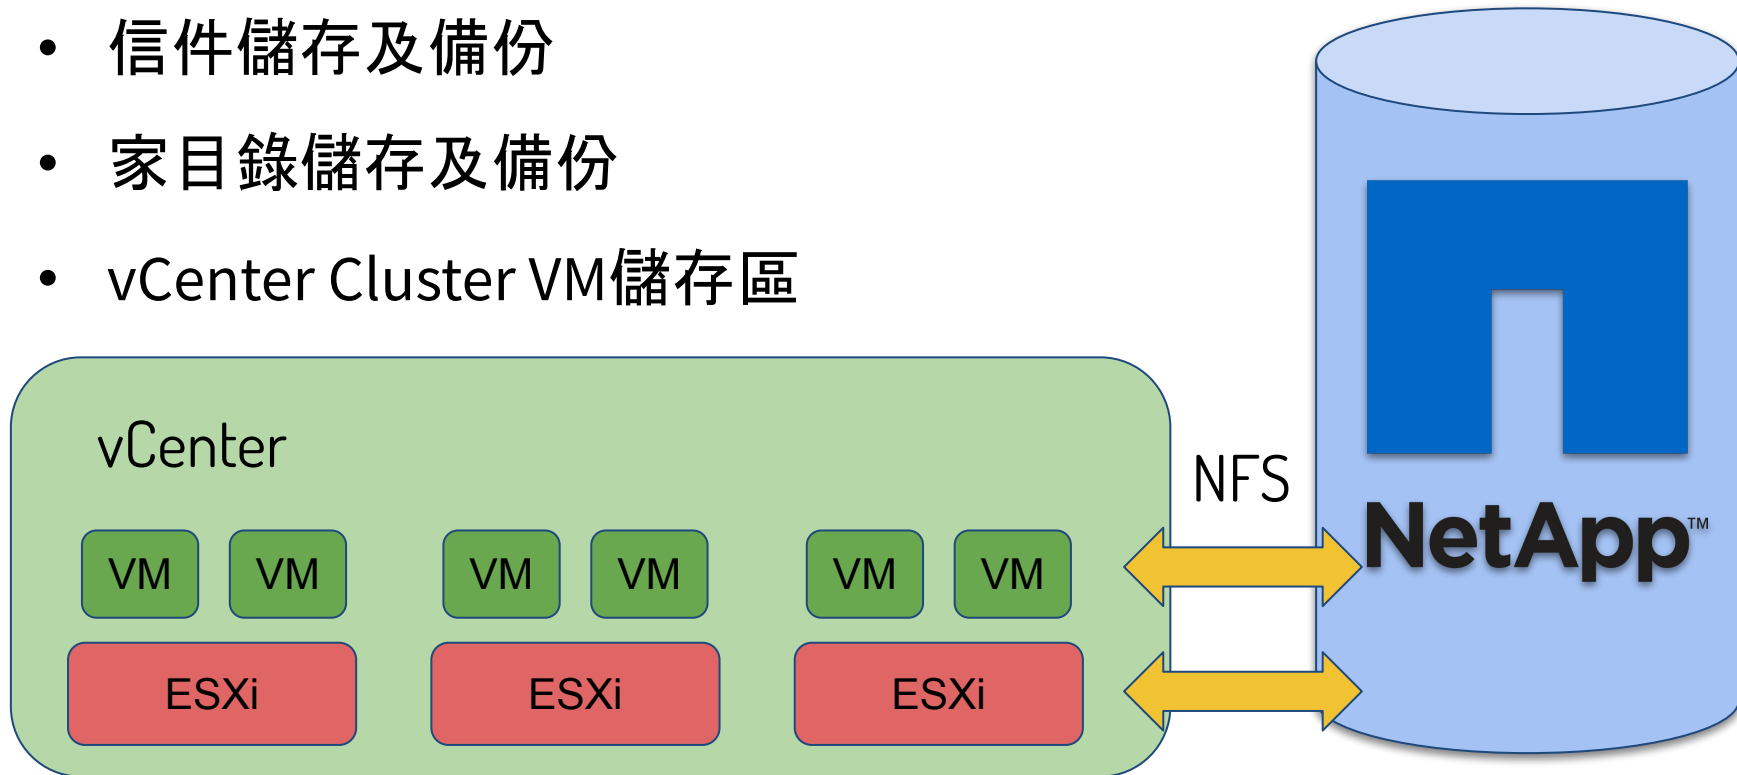 • 信件儲存及備份
• 家目錄儲存及備份
• vCenter Cluster VM儲存區
vCenter
NFS
NetApp™
VM VM VM VM VM VM
ESXi ESXi ESXi